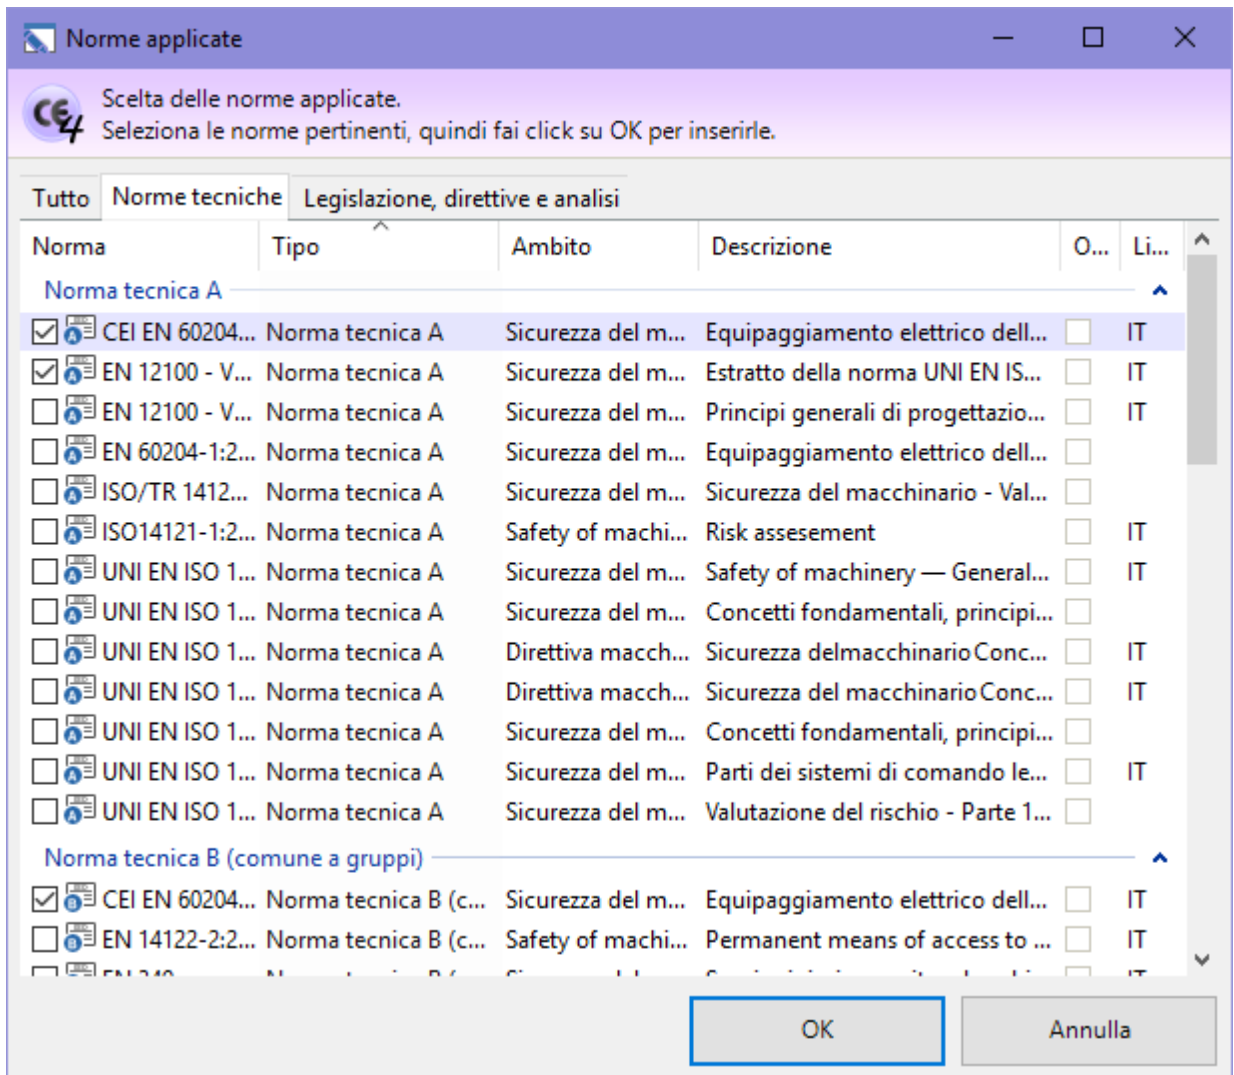 Norme applicate
CE4
Scelta delle norme applicate.
Seleziona le norme pertinenti, quindi fai click su OK per inserirle.
Tutto Norme tecniche Legislazione, direttive e analisi
Norma Tipo Ambito Descrizione O... Li...
Norma tecnica A
CEI EN 60204... Norma tecnica A Sicurezza del m... Equipaggiamento elettrico dell... IT
EN 12100 - V... Norma tecnica A Sicurezza del m... Estratto della norma UNI EN IS... IT
EN 12100 - V... Norma tecnica A Sicurezza del m... Principi generali di progettazio... IT
EN 60204-1:2... Norma tecnica A Sicurezza del m... Equipaggiamento elettrico dell...
ISO/TR 1412... Norma tecnica A Sicurezza del m... Sicurezza del macchinario - Val...
ISO14121-1:2... Norma tecnica A Safety of machi... Risk assesement IT
UNI EN ISO 1... Norma tecnica A Sicurezza del m... Safety of machinery — General... IT
UNI EN ISO 1... Norma tecnica A Sicurezza del m... Concetti fondamentali, principi...
UNI EN ISO 1... Norma tecnica A Direttiva macch... Sicurezza delmacchinario Conc... IT
UNI EN ISO 1... Norma tecnica A Direttiva macch... Sicurezza del macchinario Conc... IT
UNI EN ISO 1... Norma tecnica A Sicurezza del m... Concetti fondamentali, principi...
UNI EN ISO 1... Norma tecnica A Sicurezza del m... Parti dei sistemi di comando le... IT
UNI EN ISO 1... Norma tecnica A Sicurezza del m... Valutazione del rischio - Parte 1...
Norma tecnica B (comune a gruppi)
CEI EN 60204... Norma tecnica B (c... Sicurezza del m... Equipaggiamento elettrico dell... IT
EN 14122-2:2... Norma tecnica B (c... Safety of machi... Permanent means of access to ... IT
OK Annulla